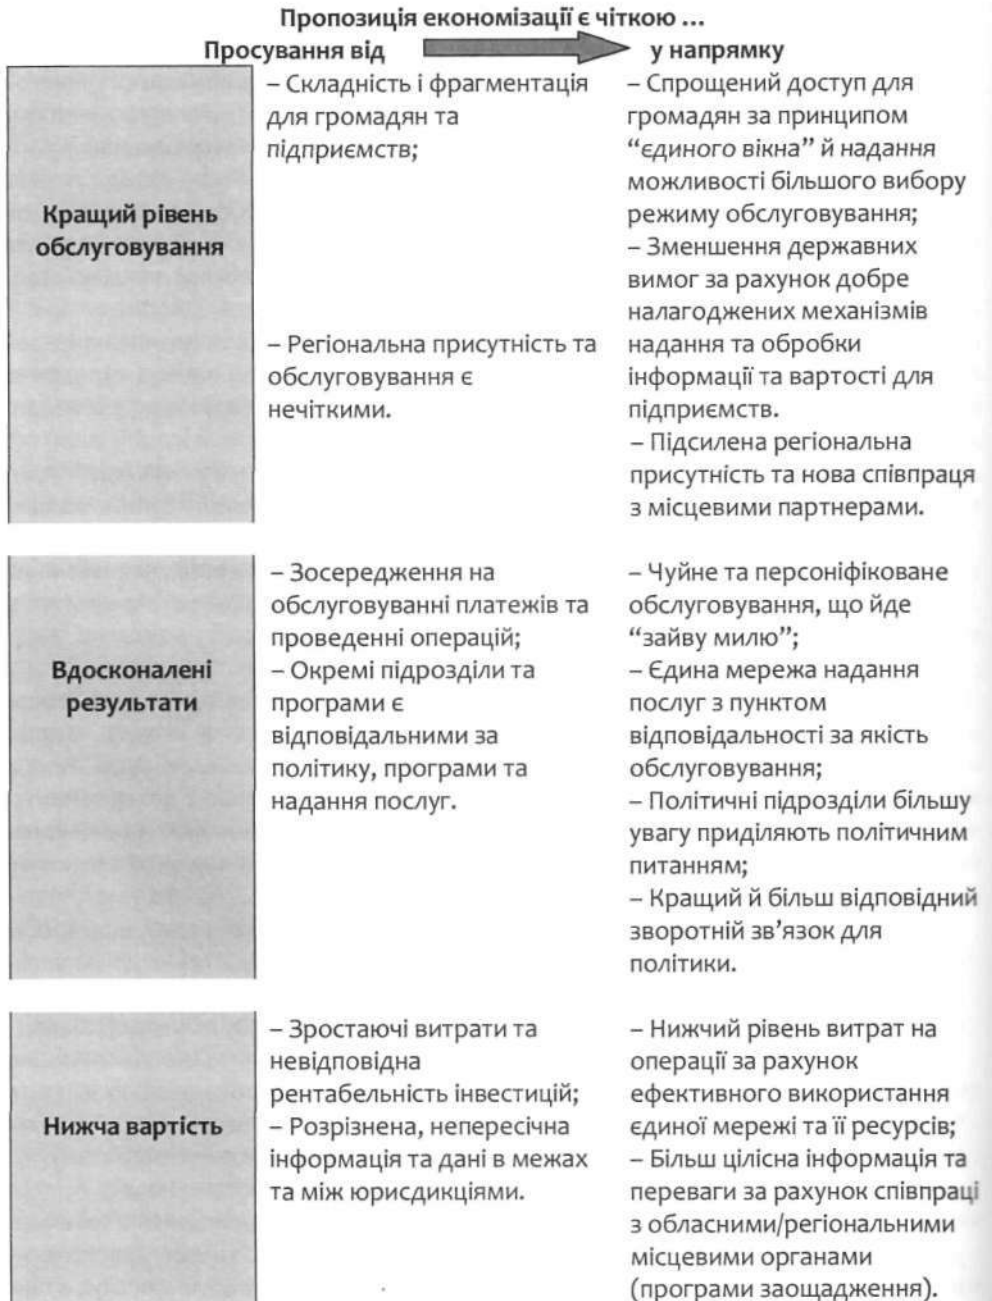 Пропозиція економізації є чіткою ...
Просування від
у напрямку
Кращий рівень
обслуговування
– Складність і фрагментація
для громадян та
підприємств;
– Регіональна присутність та
обслуговування є
нечіткими.
– Спрощений доступ для
громадян за принципом
“єдиного вікна” й надання
можливості більшого вибору
режиму обслуговування;
– Зменшення державних
вимог за рахунок добре
налагоджених механізмів
надання та обробки
інформації та вартості для
підприємств.
– Підсилена регіональна
присутність та нова співпраця
з місцевими партнерами.
Вдосконалені
результати
– Зосередження на
обслуговуванні платежів та
проведенні операцій;
– Окремі підрозділи та
програми є
відповідальними за
політику, програми та
надання послуг.
– Чуйне та персоніфіковане
обслуговування, що йде
“зайву милю”;
– Єдина мережа надання
послуг з пунктом
відповідальності за якість
обслуговування;
– Політичні підрозділи більшу
увагу приділяють політичним
питанням;
– Кращий й більш відповідний
зворотній зв’язок для
політики.
Нижча вартість
– Зростаючі витрати та
невідповідна
рентабельність інвестицій;
– Розрізнена, непересічна
інформація та дані в межах
та між юрисдикціями.
– Нижчий рівень витрат на
операції за рахунок
ефективного використання
єдиної мережі та її ресурсів;
– Більш цілісна інформація та
переваги за рахунок співпраці
з обласними/регіональними
місцевими органами
(програми заощадження).